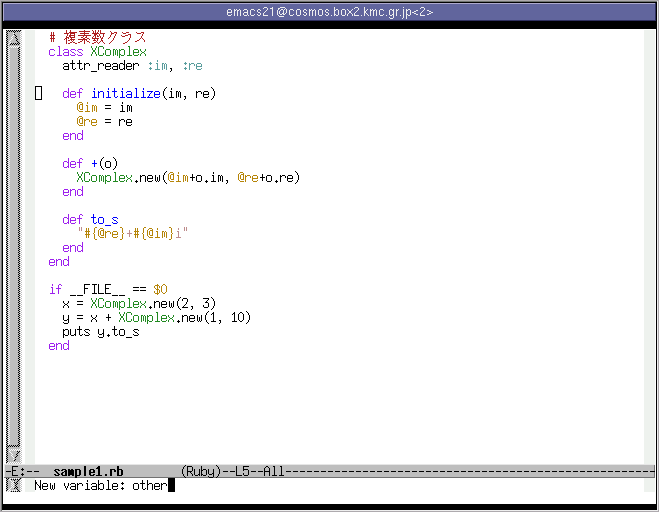 emacs21@cosmos.box2.kmc.gr.jp<2>
# 複素数クラス
class XComplex
  attr_reader :im, :re
  def initialize(im, re)
    @im = im
    @re = re
  end
  def +(o)
    XComplex.new(@im+o.im, @re+o.re)
  end
  def to_s
    "#{@re}+#{@im}i"
  end
end
if __FILE__ == $0
  x = XComplex.new(2, 3)
  y = x + XComplex.new(1, 10)
  puts y.to_s
end
-E:--  sample1.rb        (Ruby)--L5--All-----------------------------------------------------
New variable: other